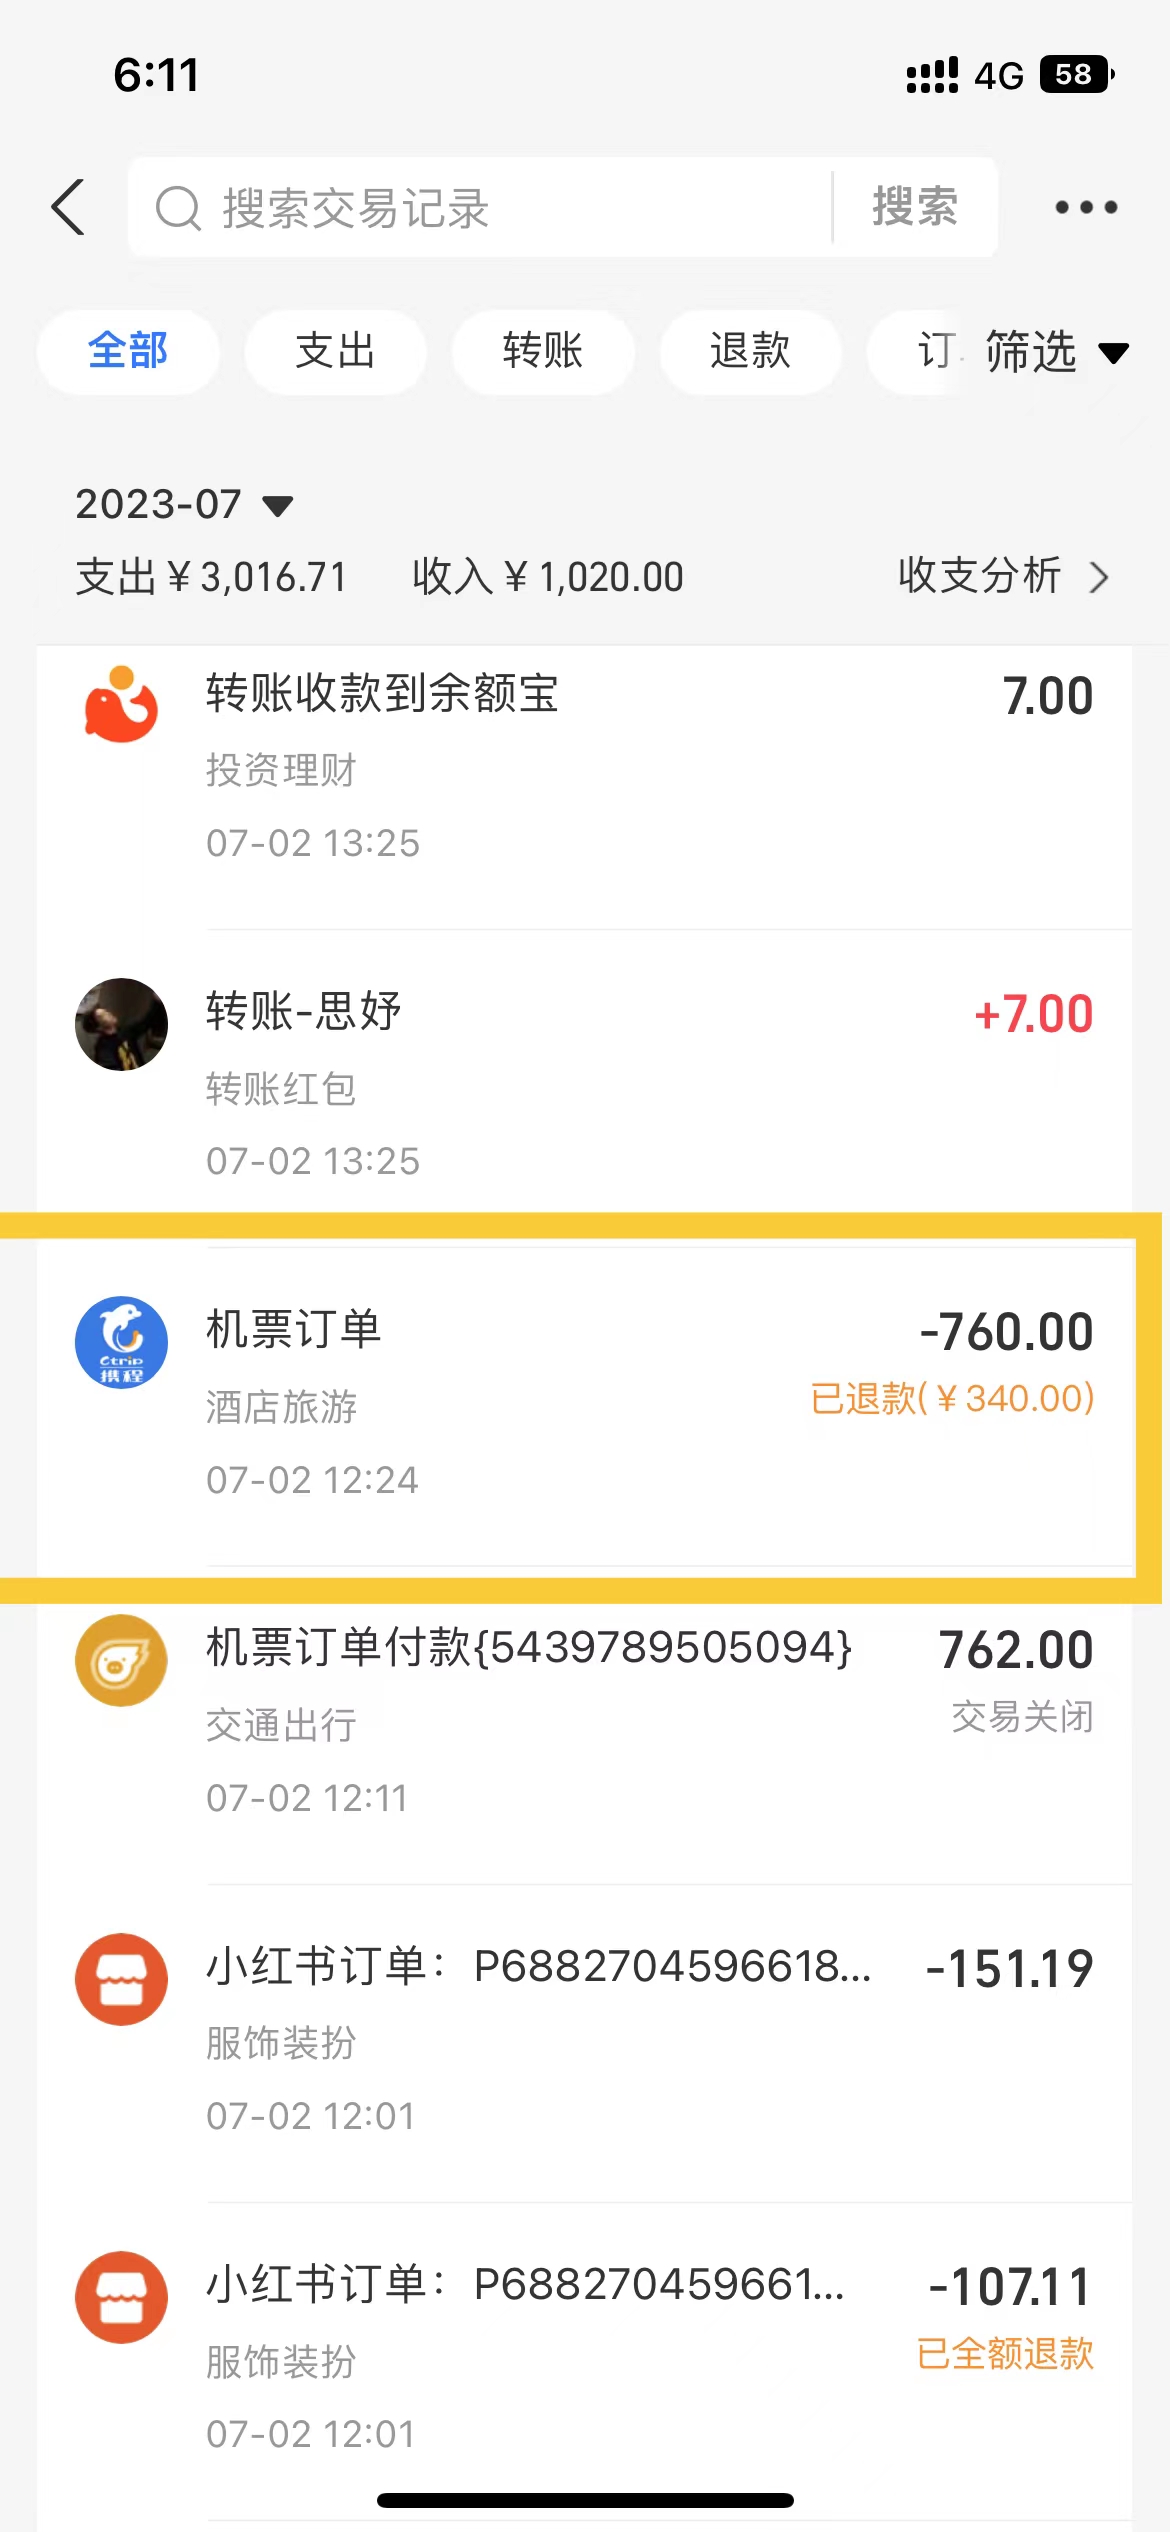 6:11
4G 58
搜索交易记录 搜索
全部 支出 转账 退款 订 筛选
2023-07
支出￥3,016.71 收入￥1,020.00 收支分析
转账收款到余额宝 7.00
投资理财
07-02 13:25
转账-思妤 +7.00
转账红包
07-02 13:25
Ctrip
携程
机票订单 -760.00
酒店旅游 已退款(￥340.00)
07-02 12:24
机票订单付款{5439789505094} 762.00
交通出行 交易关闭
07-02 12:11
小红书订单：P6882704596618... -151.19
服饰装扮
07-02 12:01
小红书订单：P688270459661... -107.11
服饰装扮 已全额退款
07-02 12:01